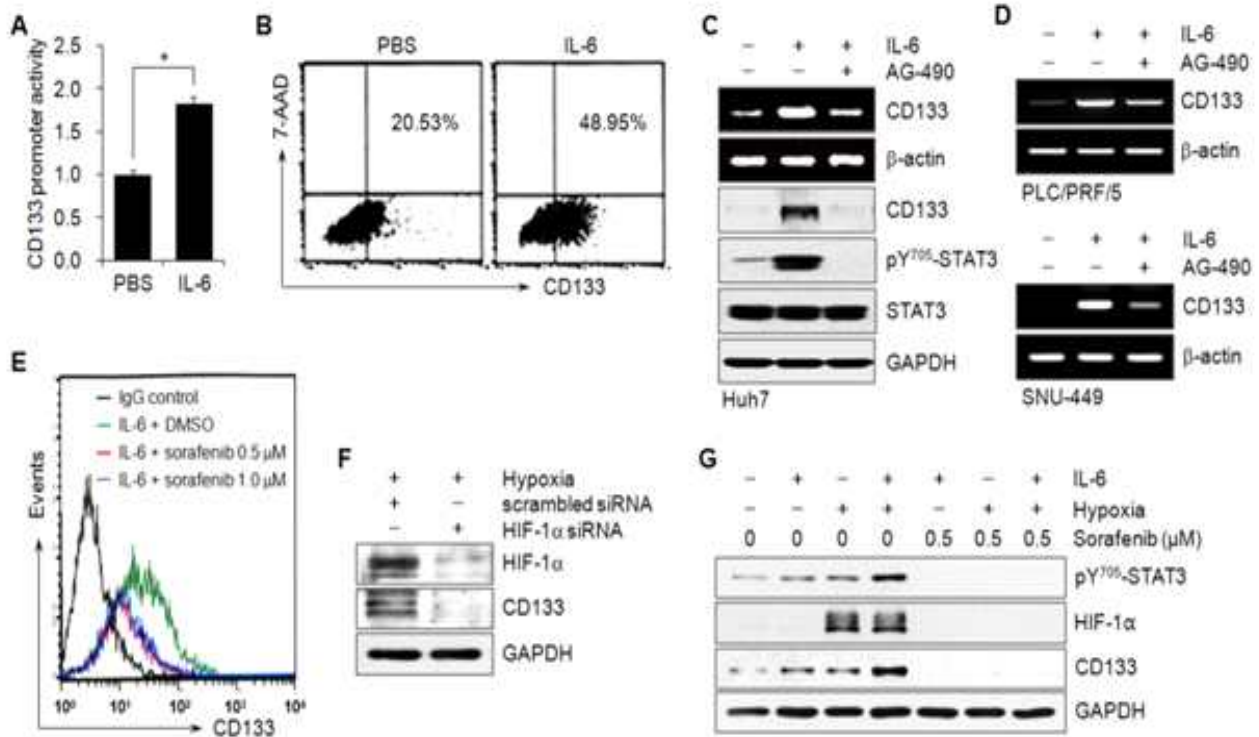 A
CD133 promoter activity
2.5
2.0
1.5
1.0
0.5
0.0
*
PBS IL-6
B
PBS IL-6
7-AAD
20.53% 48.95%
CD133
C
– + + IL-6
– – + AG-490
CD133
β-actin
CD133
pY⁷⁰⁵-STAT3
STAT3
GAPDH
Huh7
D
– + + IL-6
– – + AG-490
CD133
β-actin
PLC/PRF/5
– + + IL-6
– – + AG-490
CD133
β-actin
SNU-449
E
IgG control
IL-6 + DMSO
IL-6 + sorafenib 0.5 μM
IL-6 + sorafenib 1.0 μM
Events
10⁰ 10¹ 10² 10³ 10⁴
CD133
F
+ + Hypoxia
+ – scrambled siRNA
– + HIF-1α siRNA
HIF-1α
CD133
GAPDH
G
– + – + + – + IL-6
– – + + – + + Hypoxia
0 0 0 0 0.5 0.5 0.5 Sorafenib (μM)
pY⁷⁰⁵-STAT3
HIF-1α
CD133
GAPDH